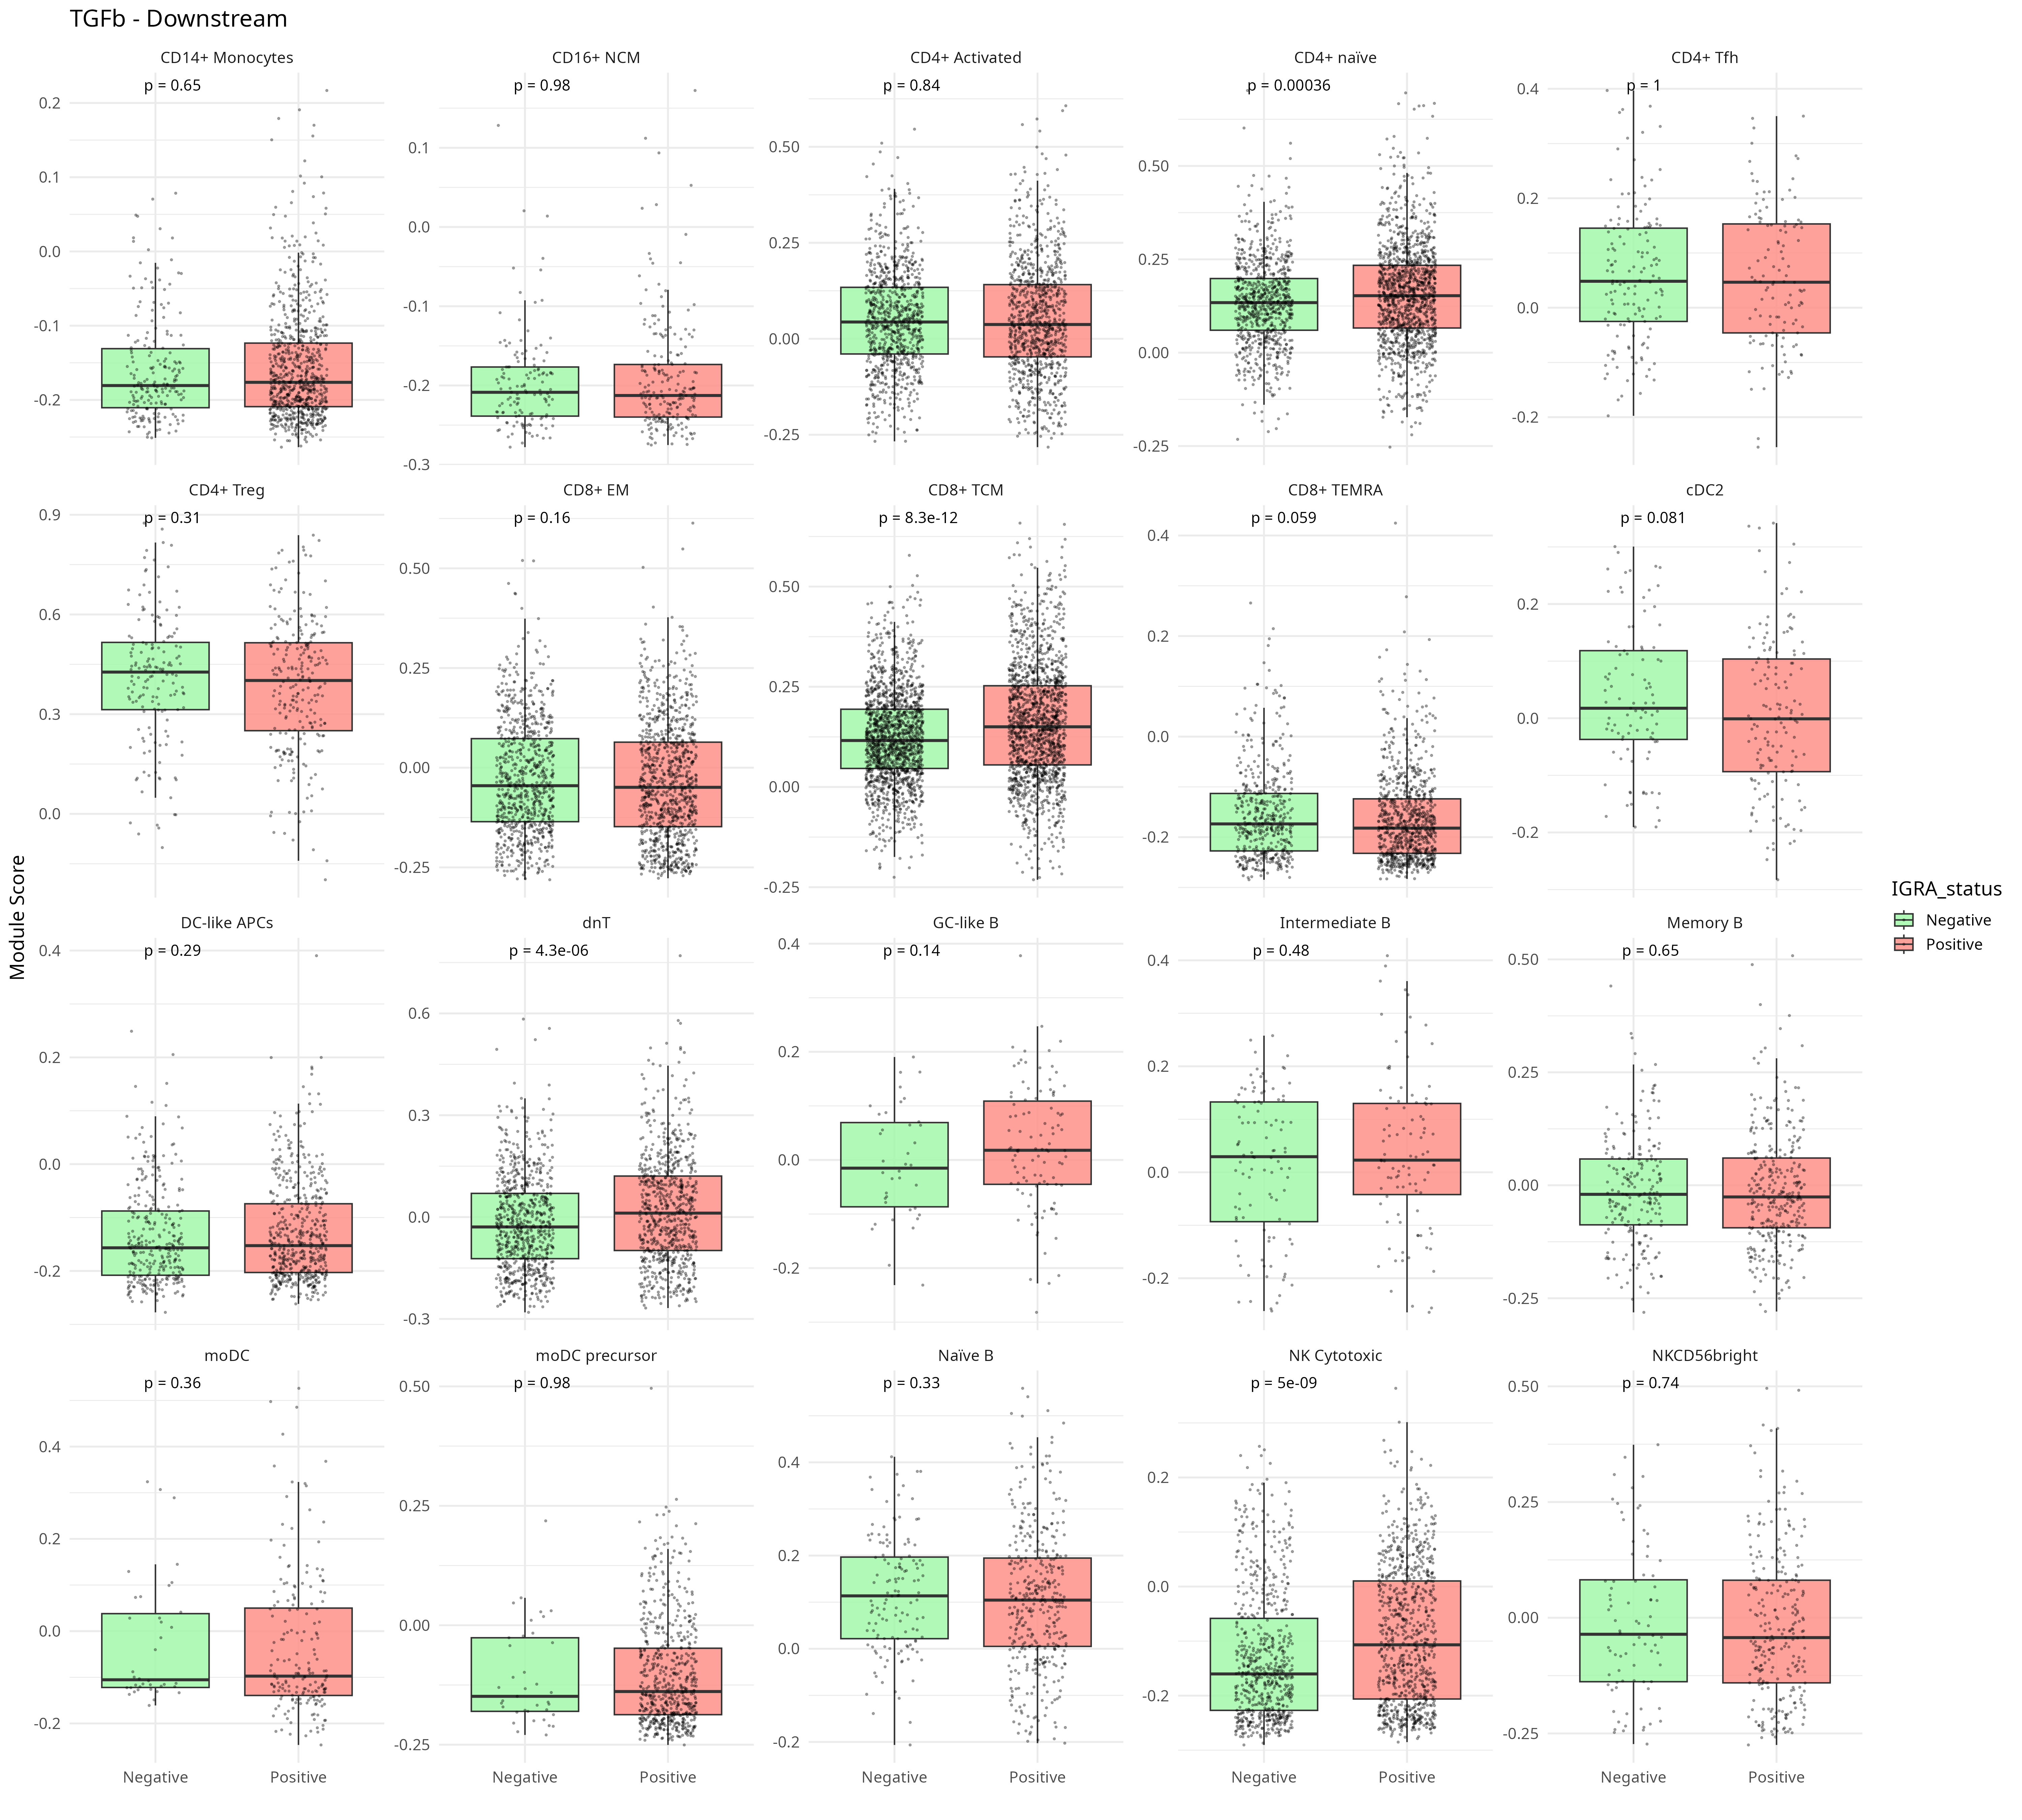 TGFb - Downstream
CD14+ Monocytes
CD16+ NCM
CD4+ Activated
CD4+ naïve
CD4+ Tfh
p = 0.65
p = 0.98
p = 0.84
p = 0.00036
p = 1
0.2
0.1
0.0
-0.1
-0.2
0.1
0.0
-0.1
-0.2
-0.3
0.50
0.25
0.00
-0.25
0.50
0.25
0.00
-0.25
0.4
0.2
0.0
-0.2
CD4+ Treg
CD8+ EM
CD8+ TCM
CD8+ TEMRA
cDC2
p = 0.31
p = 0.16
p = 8.3e-12
p = 0.059
p = 0.081
0.9
0.6
0.3
0.0
0.50
0.25
0.00
-0.25
0.50
0.25
0.00
-0.25
0.4
0.2
0.0
-0.2
0.2
0.0
-0.2
Module Score
IGRA_status
Negative
Positive
DC-like APCs
dnT
GC-like B
Intermediate B
Memory B
p = 0.29
p = 4.3e-06
p = 0.14
p = 0.48
p = 0.65
0.4
0.2
0.0
-0.2
0.6
0.3
0.0
-0.3
0.4
0.2
0.0
-0.2
0.4
0.2
0.0
-0.2
0.50
0.25
0.00
-0.25
moDC
moDC precursor
Naïve B
NK Cytotoxic
NKCD56bright
p = 0.36
p = 0.98
p = 0.33
p = 5e-09
p = 0.74
0.4
0.2
0.0
-0.2
0.50
0.25
0.00
-0.25
0.4
0.2
0.0
-0.2
0.2
0.0
-0.2
0.50
0.25
0.00
-0.25
Negative
Positive
Negative
Positive
Negative
Positive
Negative
Positive
Negative
Positive